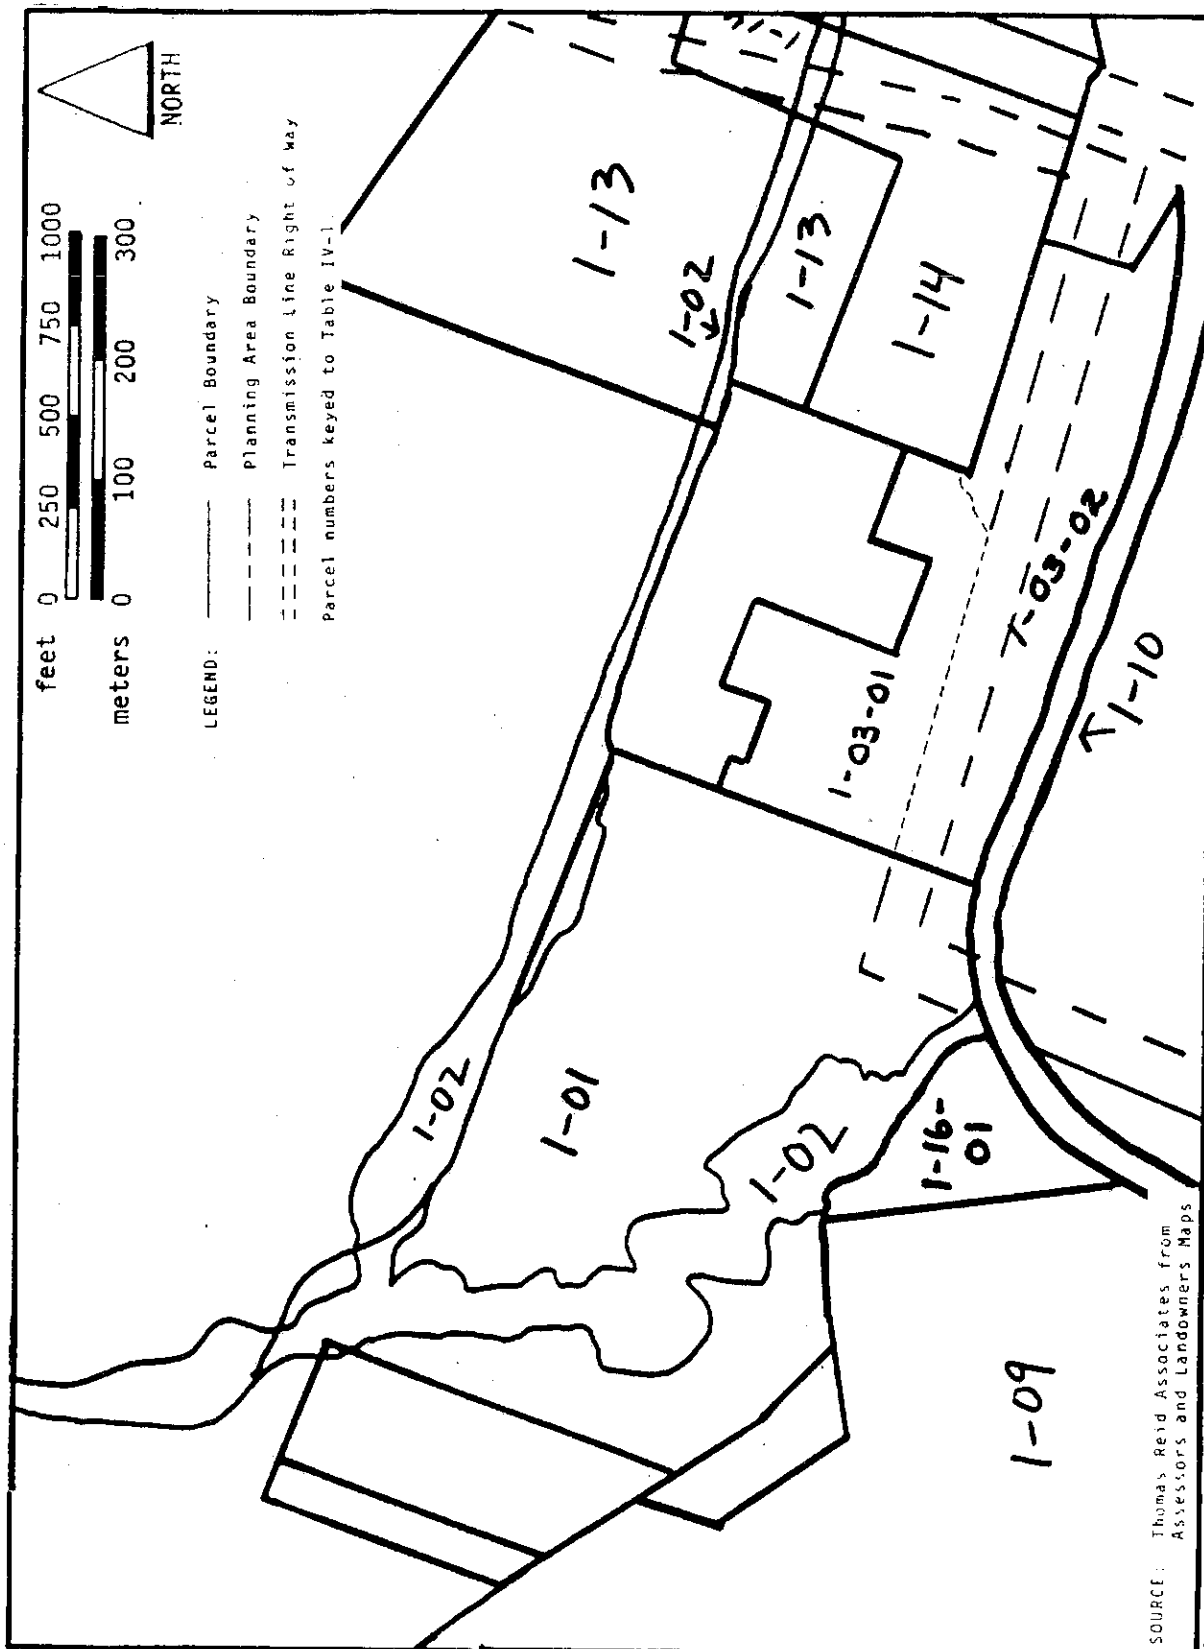 feet 0 250 500 750 1000
meters 0 100 200 300
NORTH
LEGEND:
Parcel Boundary
Planning Area Boundary
Transmission Line Right of Way
Parcel numbers keyed to Table IV-1
1-13
1-02
1-13
1-14
1-03-02
1-10
1-03-01
1-02
1-01
1-02
1-16-
01
1-09
SOURCE: Thomas Reid Associates from
Assessors and Landowners Maps